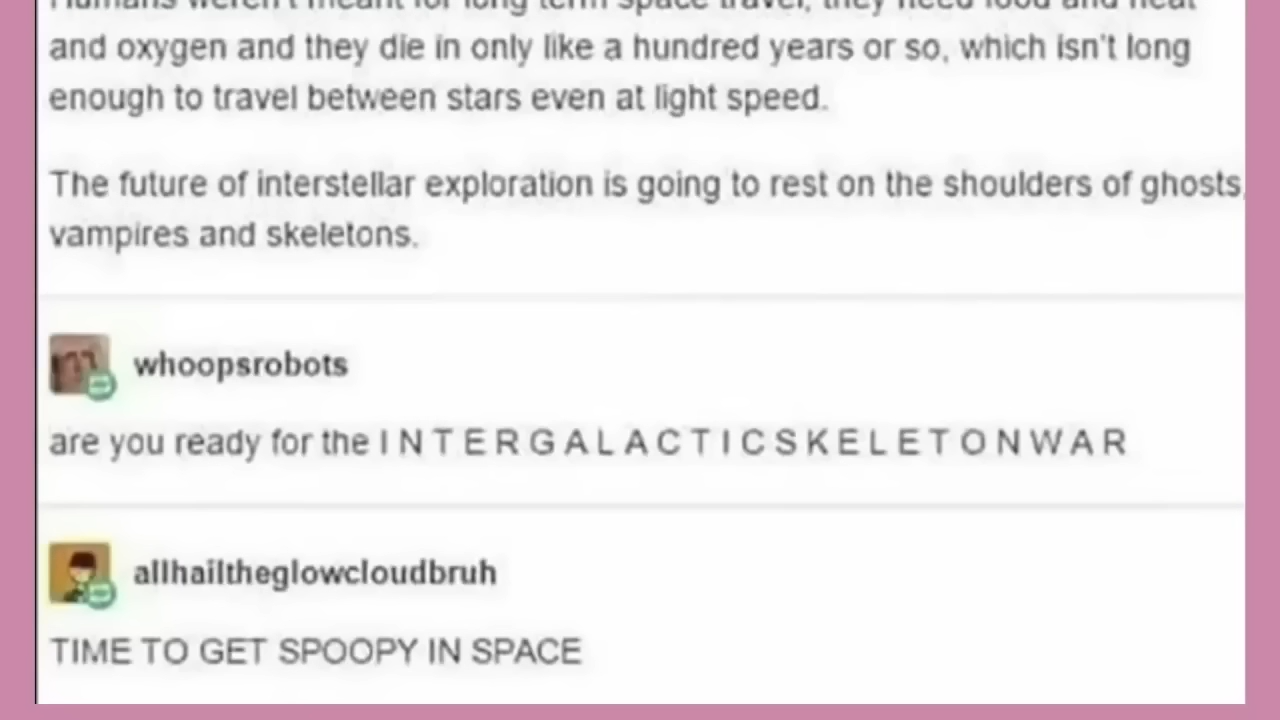 Humans weren't meant for long term space travel, they need food and heat
and oxygen and they die in only like a hundred years or so, which isn't long
enough to travel between stars even at light speed.
The future of interstellar exploration is going to rest on the shoulders of ghosts,
vampires and skeletons.
whoopsrobots
are you ready for the I N T E R G A L A C T I C S K E L E T O N W A R
allhailtheglowcloudbruh
TIME TO GET SPOOPY IN SPACE